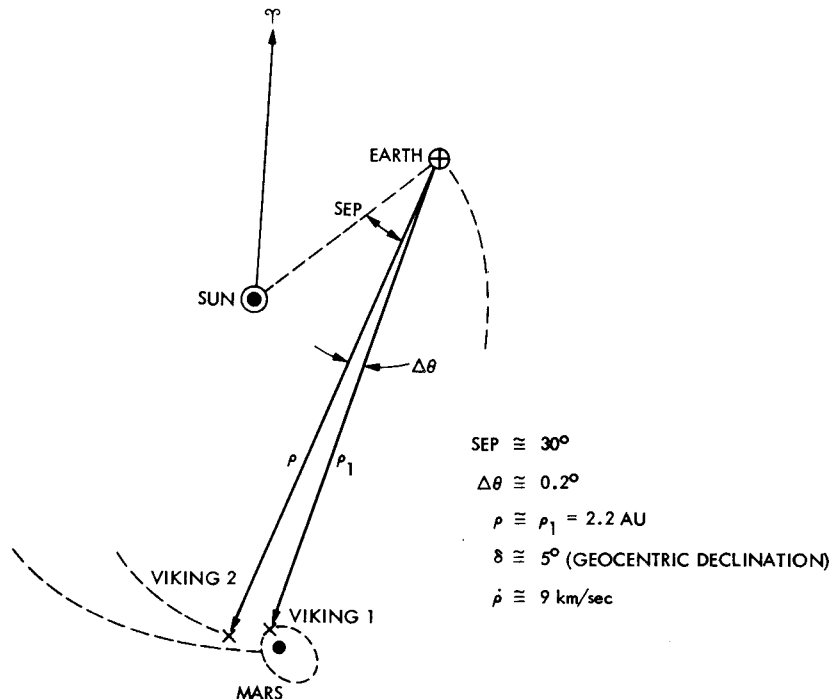 ♈
EARTH
SEP
SUN
Δθ
ρ
ρ₁
SEP ≅ 30°
Δθ ≅ 0.2°
ρ ≅ ρ₁ = 2.2 AU
δ ≅ 5° (GEOCENTRIC DECLINATION)
ρ̇ ≅ 9 km/sec
VIKING 2
VIKING 1
MARS